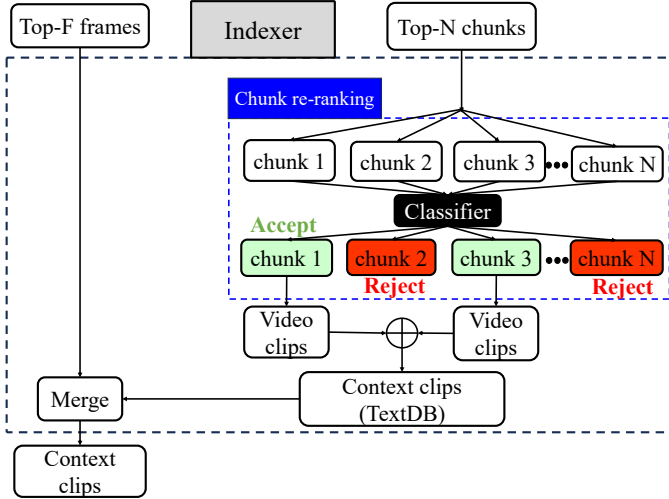 Top-F frames
Indexer
Top-N chunks
Chunk re-ranking
chunk 1
chunk 2
chunk 3
chunk N
Classifier
Accept
chunk 1
chunk 2
chunk 3
chunk N
Reject
Reject
Video
clips
Video
clips
Context clips
(TextDB)
Merge
Context
clips